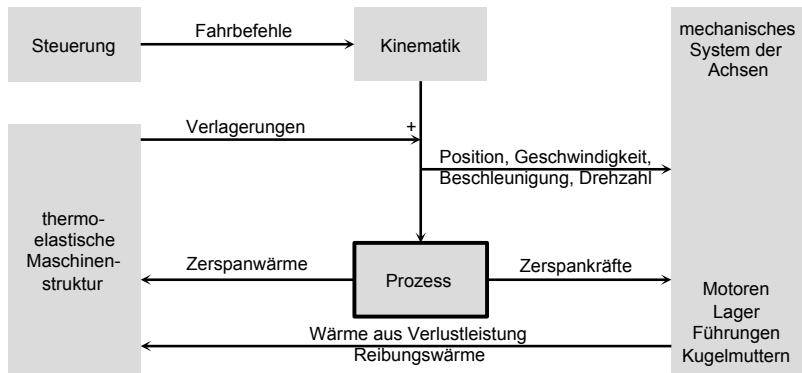 Steuerung
Fahrbefehle
Kinematik
mechanisches
System der
Achsen
Verlagerungen
+
Position, Geschwindigkeit,
Beschleunigung, Drehzahl
thermo-
elastische
Maschinen-
struktur
Zerspanwärme
Prozess
Zerspankräfte
Motoren
Lager
Führungen
Kugelmuttern
Wärme aus Verlustleistung
Reibungswärme